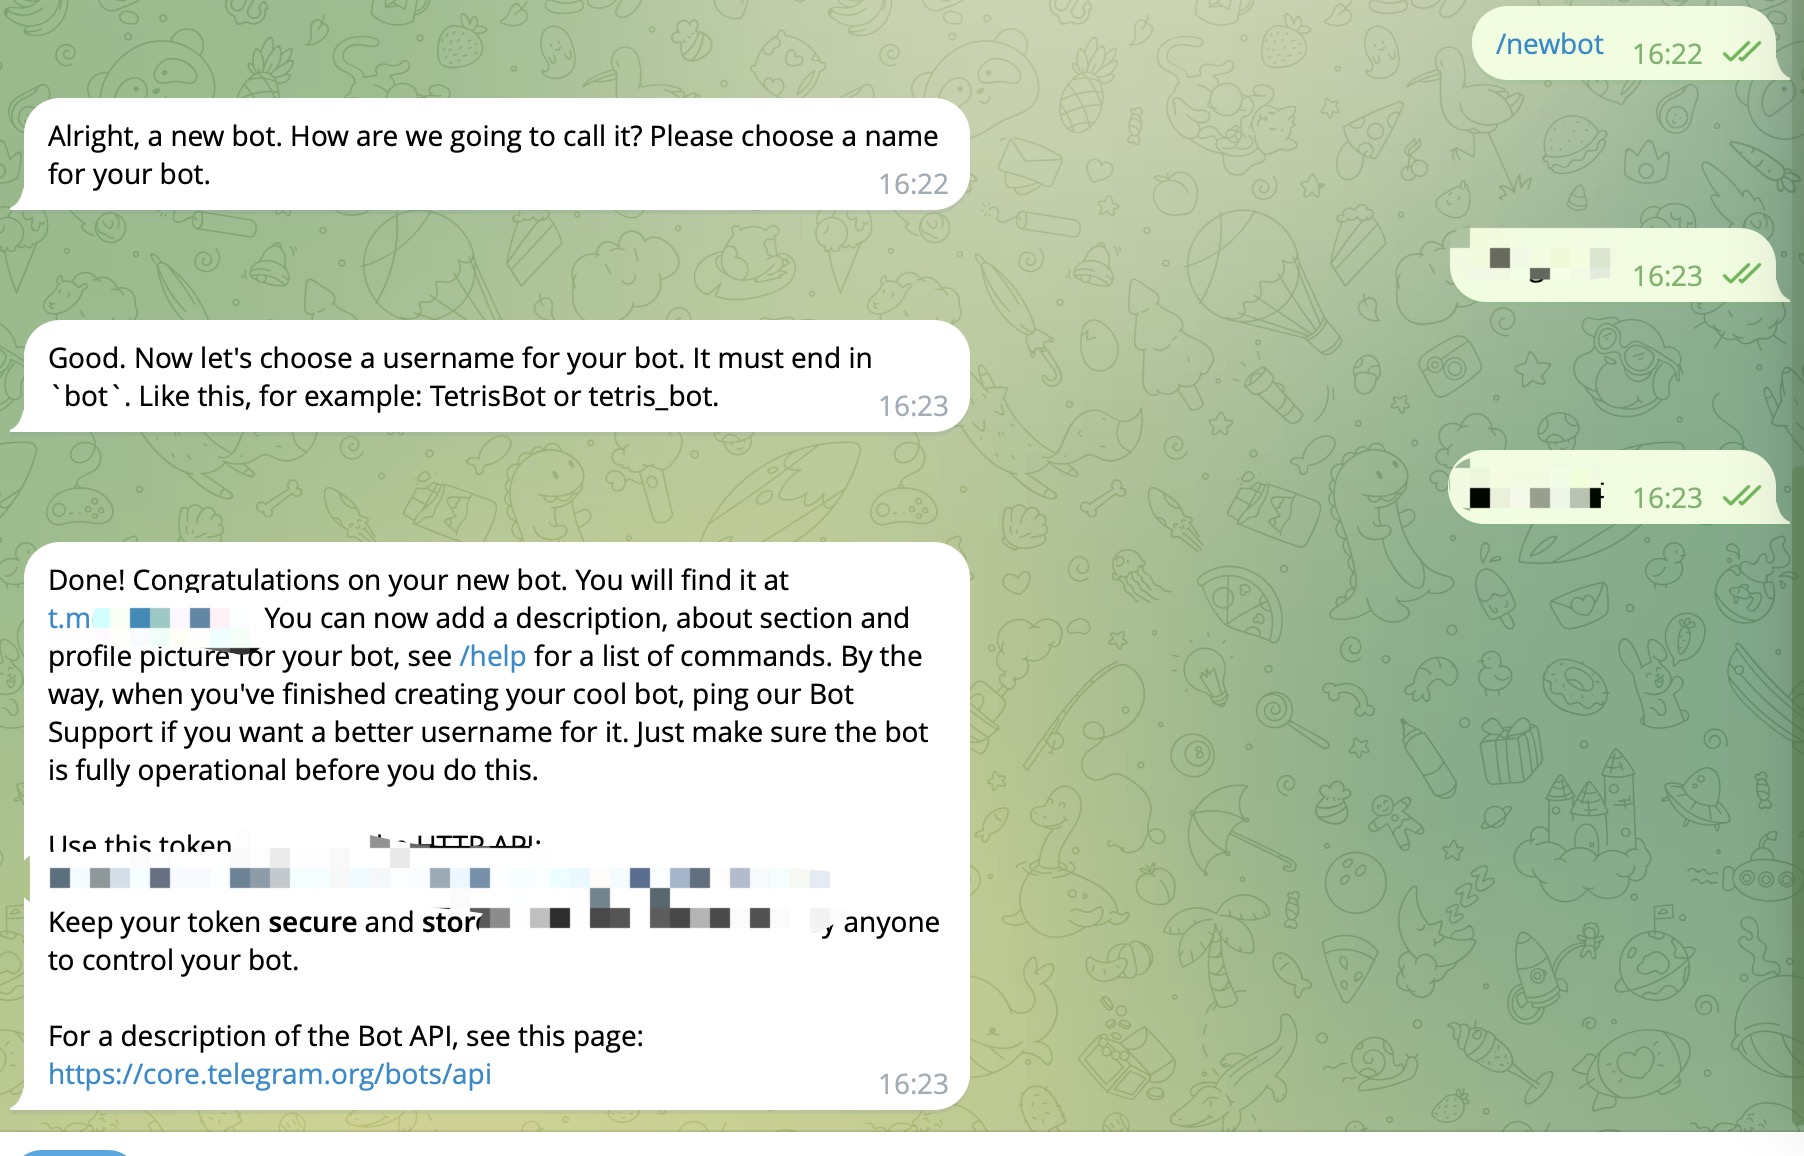 /newbot 16:22
Alright, a new bot. How are we going to call it? Please choose a name
for your bot. 16:22
16:23
Good. Now let's choose a username for your bot. It must end in
`bot`. Like this, for example: TetrisBot or tetris_bot. 16:23
16:23
Done! Congratulations on your new bot. You will find it at
You can now add a description, about section and
profile picture for your bot, see /help for a list of commands. By the
way, when you've finished creating your cool bot, ping our Bot
Support if you want a better username for it. Just make sure the bot
is fully operational before you do this.
Use this token HTTP API:
Keep your token secure and anyone
to control your bot.
For a description of the Bot API, see this page:
https://core.telegram.org/bots/api 16:23